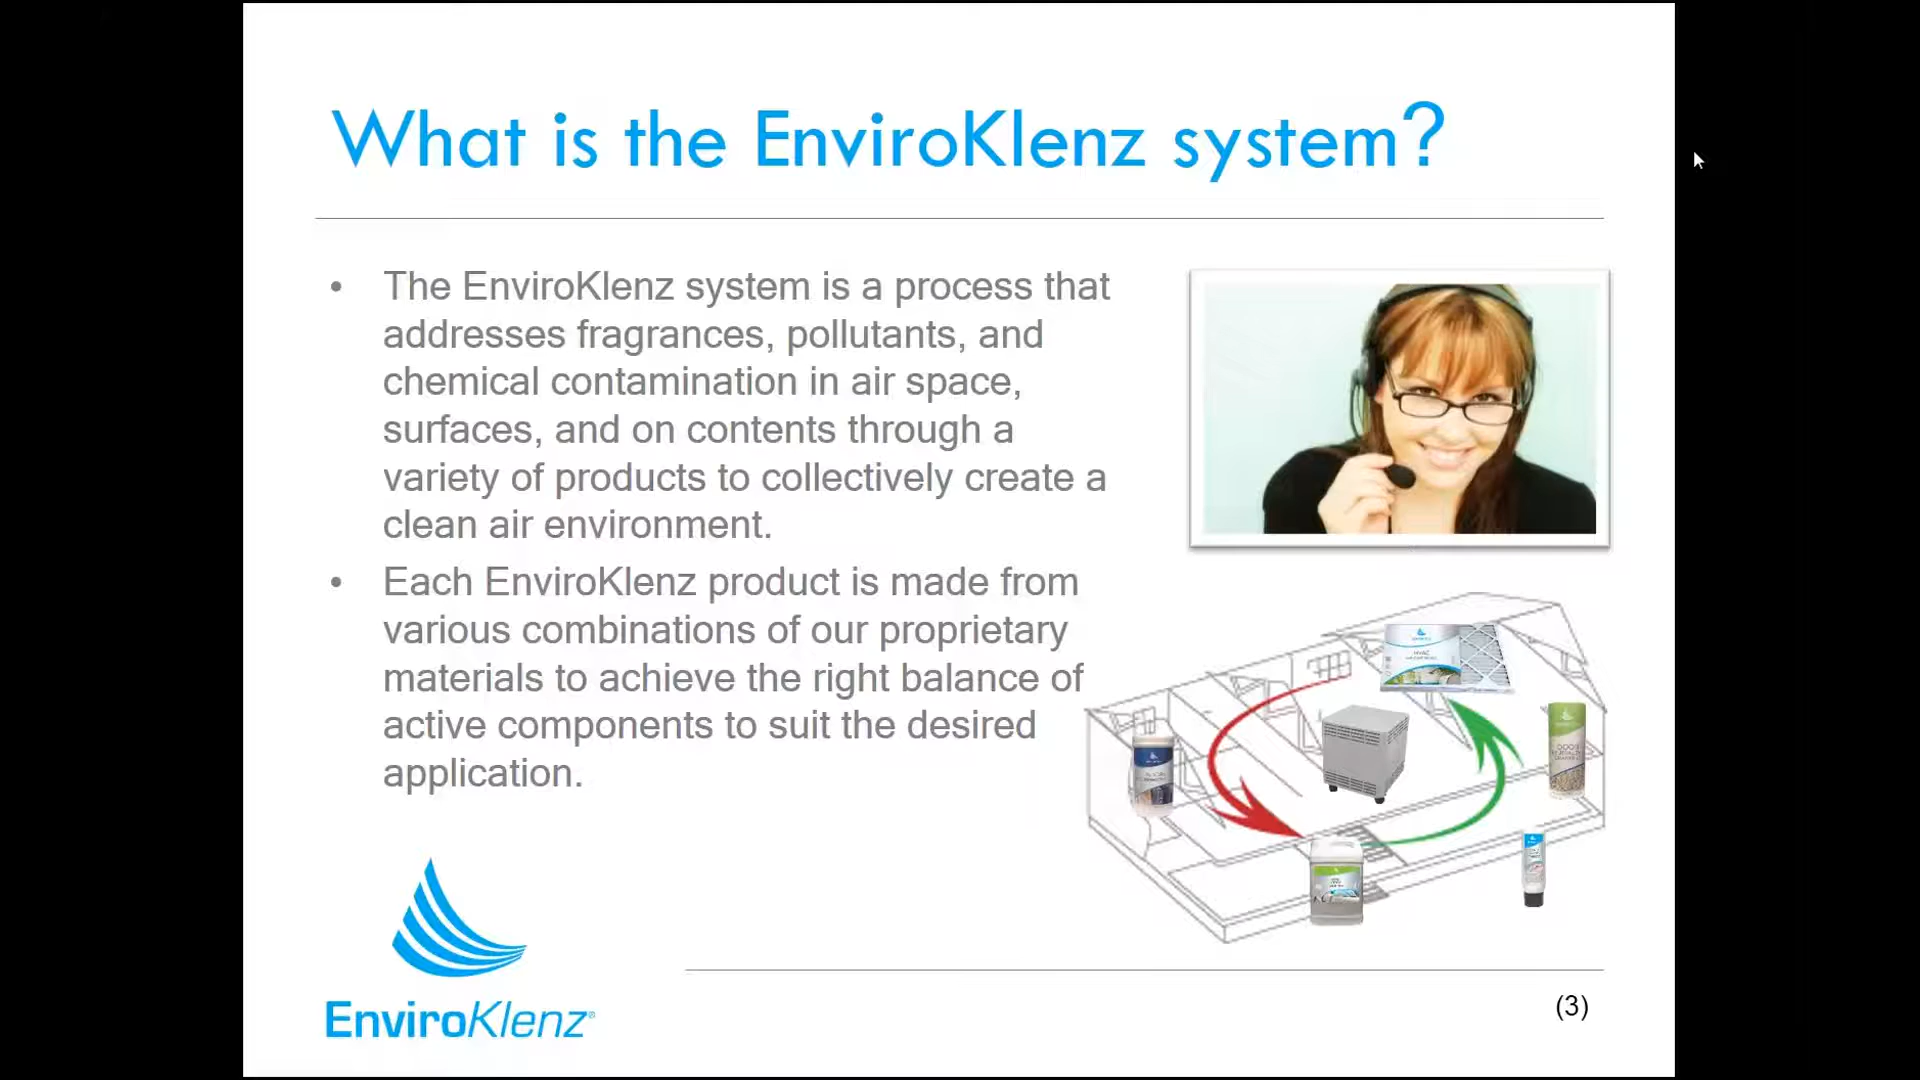 What is the EnviroKlenz system?
• The EnviroKlenz system is a process that
addresses fragrances, pollutants, and
chemical contamination in air space,
surfaces, and on contents through a
variety of products to collectively create a
clean air environment.
• Each EnviroKlenz product is made from
various combinations of our proprietary
materials to achieve the right balance of
active components to suit the desired
application.
HVAC
EnviroKlenz®
(3)